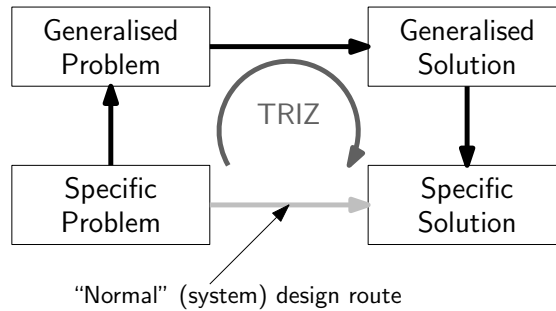 Generalised
Problem
Generalised
Solution
TRIZ
Specific
Problem
Specific
Solution
“Normal” (system) design route